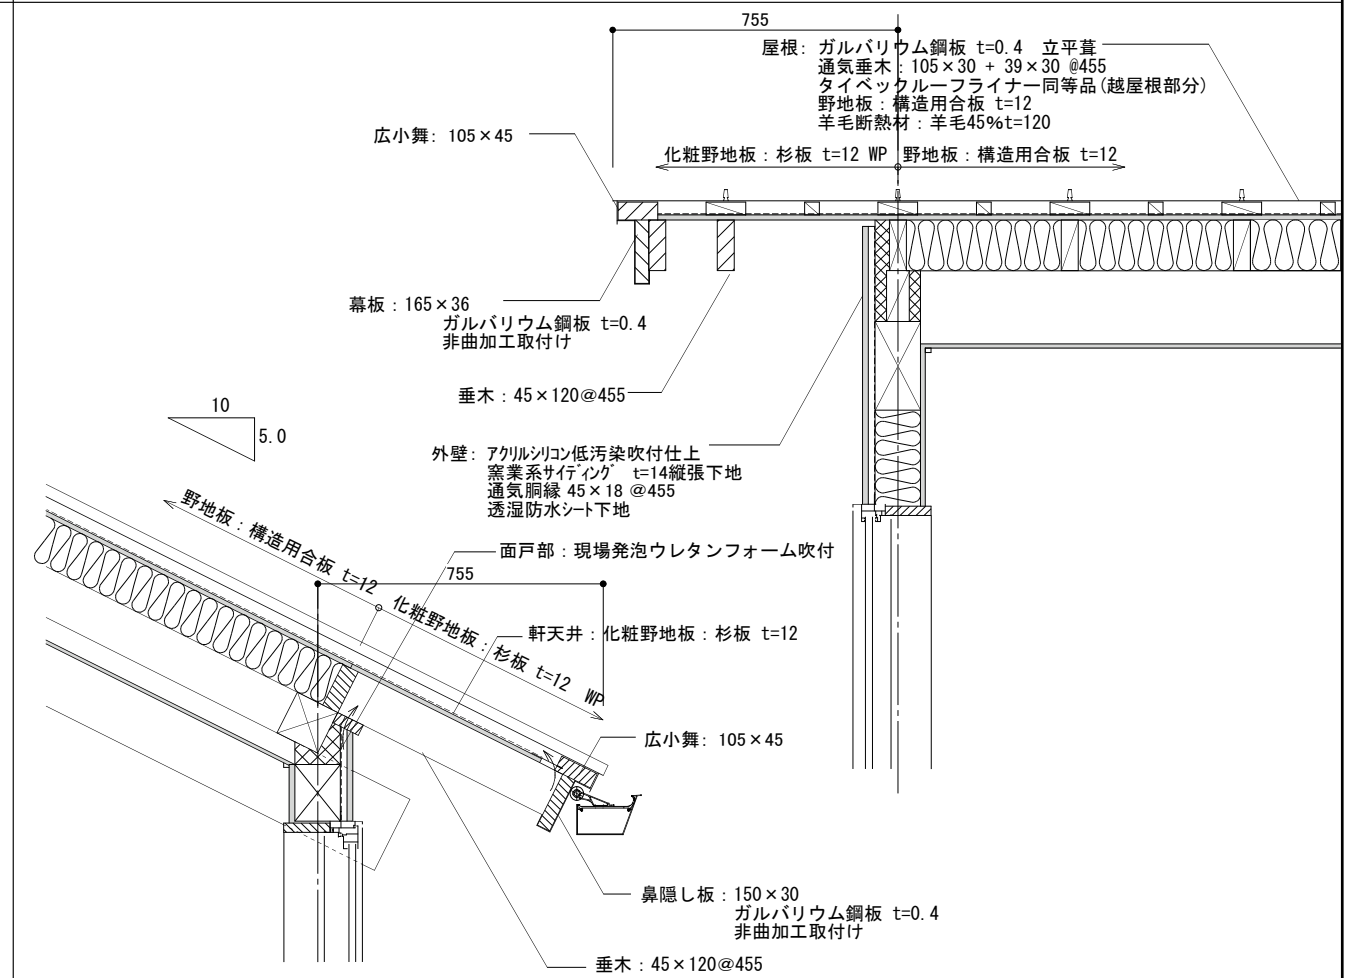 755
屋根: ガルバリウム鋼板 t=0.4 立平葺
通気垂木：105×30 + 39×30 @455
タイベックルーフライナー同等品(越屋根部分)
野地板：構造用合板 t=12
羊毛断熱材：羊毛45%t=120
広小舞: 105×45
化粧野地板：杉板 t=12 WP
野地板：構造用合板 t=12
幕板：165×36
ガルバリウム鋼板 t=0.4
非曲加工取付け
垂木：45×120@455
10
5.0
外壁: アクリルシリコン低汚染吹付仕上
窯業系サイディング t=14縦張下地
通気胴縁 45×18 @455
透湿防水シート下地
野地板：構造用合板 t=12
面戸部：現場発泡ウレタンフォーム吹付
755
化粧野地板：杉板 t=12 WP
軒天井：化粧野地板：杉板 t=12
広小舞: 105×45
鼻隠し板：150×30
ガルバリウム鋼板 t=0.4
非曲加工取付け
垂木：45×120@455